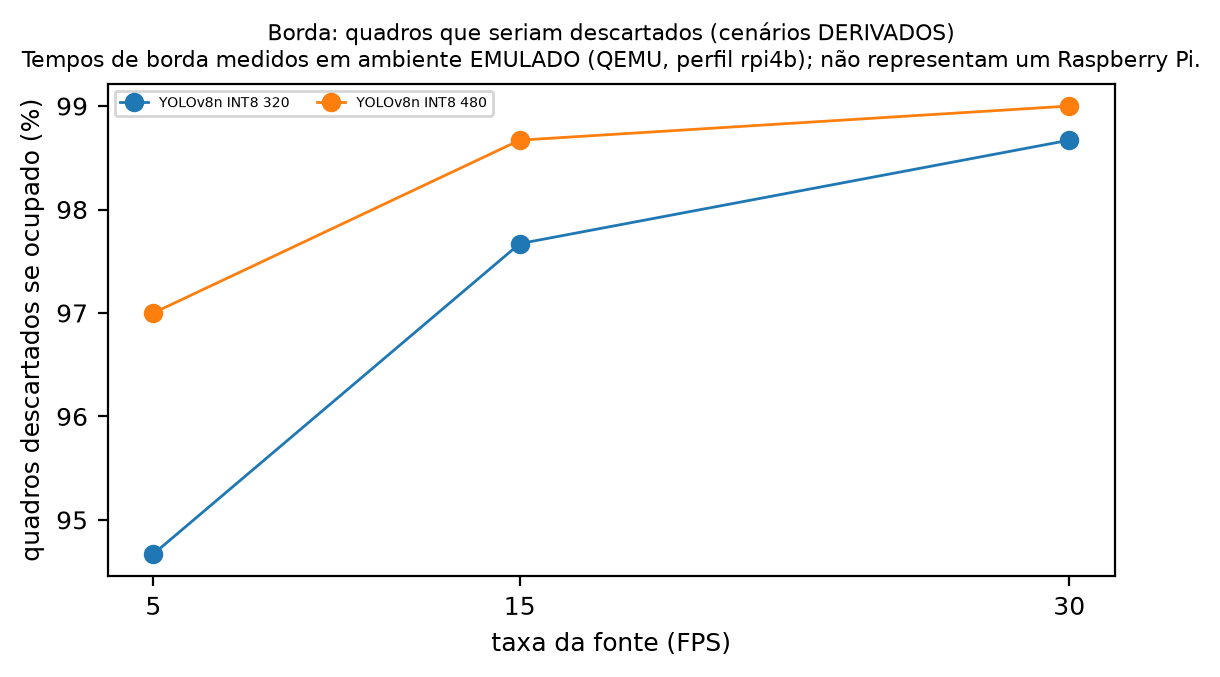 Borda: quadros que seriam descartados (cenários DERIVADOS)
Tempos de borda medidos em ambiente EMULADO (QEMU, perfil rpi4b); não representam um Raspberry Pi.
YOLOv8n INT8 320
YOLOv8n INT8 480
quadros descartados se ocupado (%)
99
98
97
96
95
5
15
30
taxa da fonte (FPS)